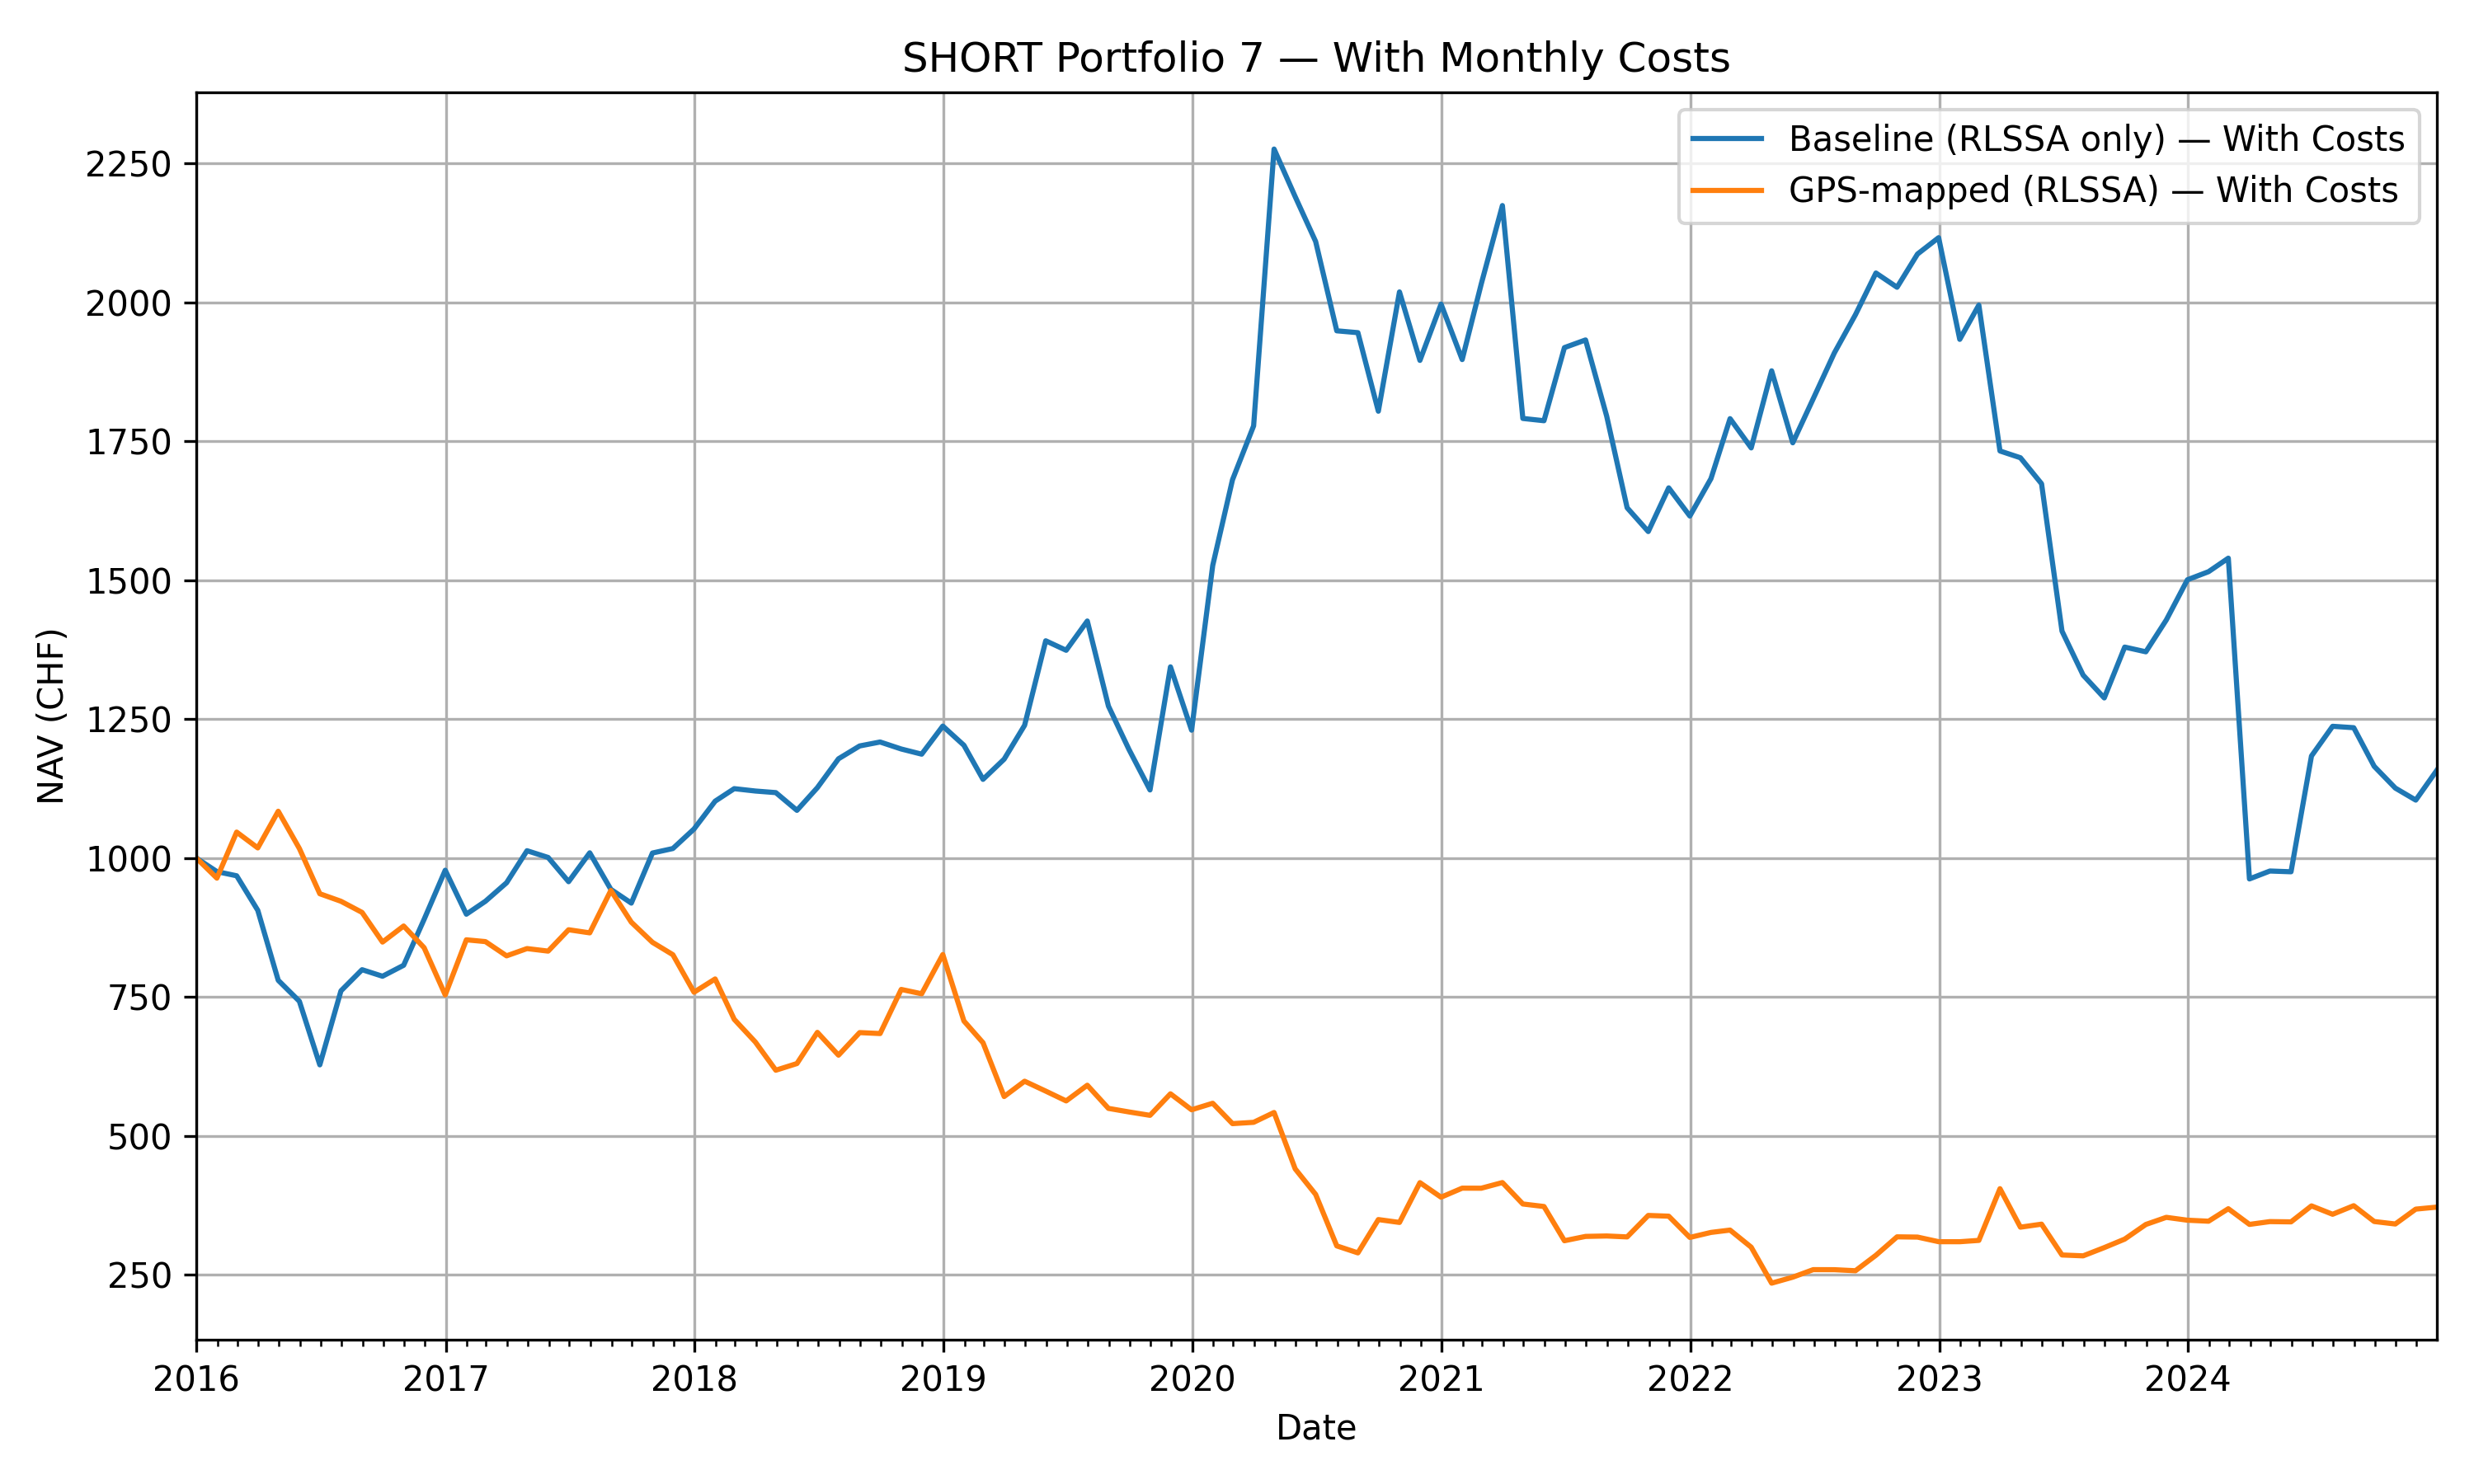 SHORT Portfolio 7 — With Monthly Costs
Baseline (RLSSA only) — With Costs
GPS-mapped (RLSSA) — With Costs
NAV (CHF)
2250
2000
1750
1500
1250
1000
750
500
250
2016 2017 2018 2019 2020 2021 2022 2023 2024
Date